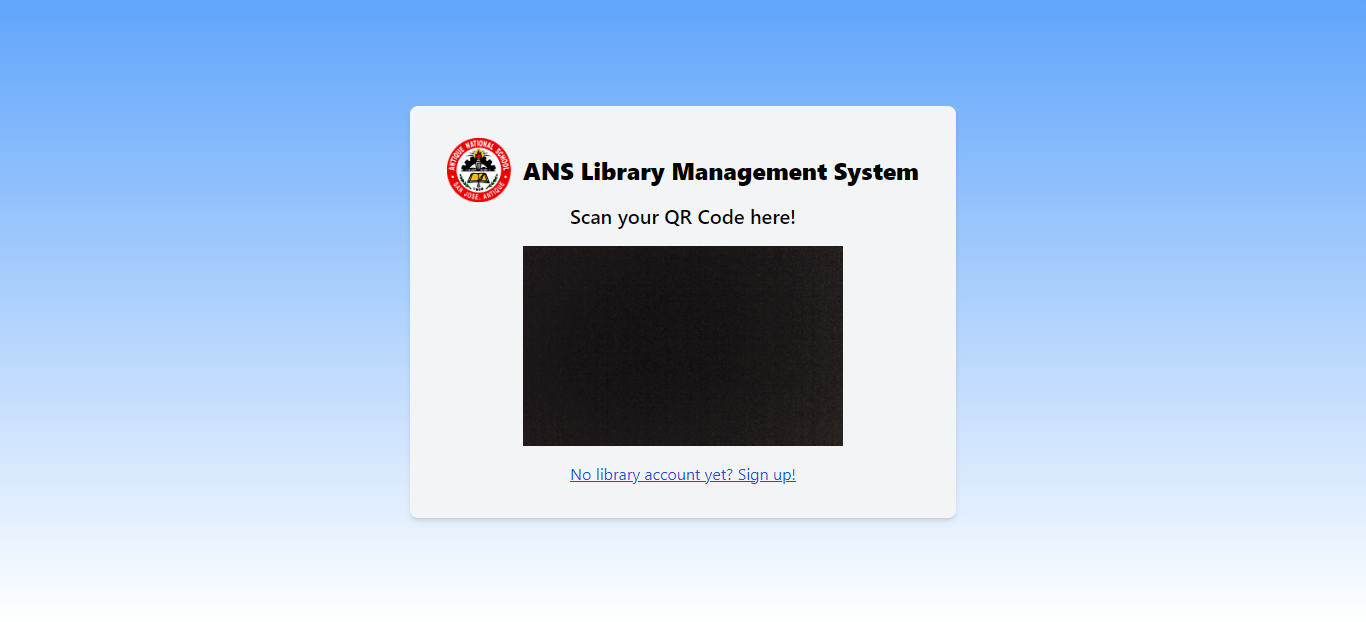 ANTIQUE NATIONAL SCHOOL
SAN JOSE, ANTIQUE
ANS Library Management System
Scan your QR Code here!
No library account yet? Sign up!